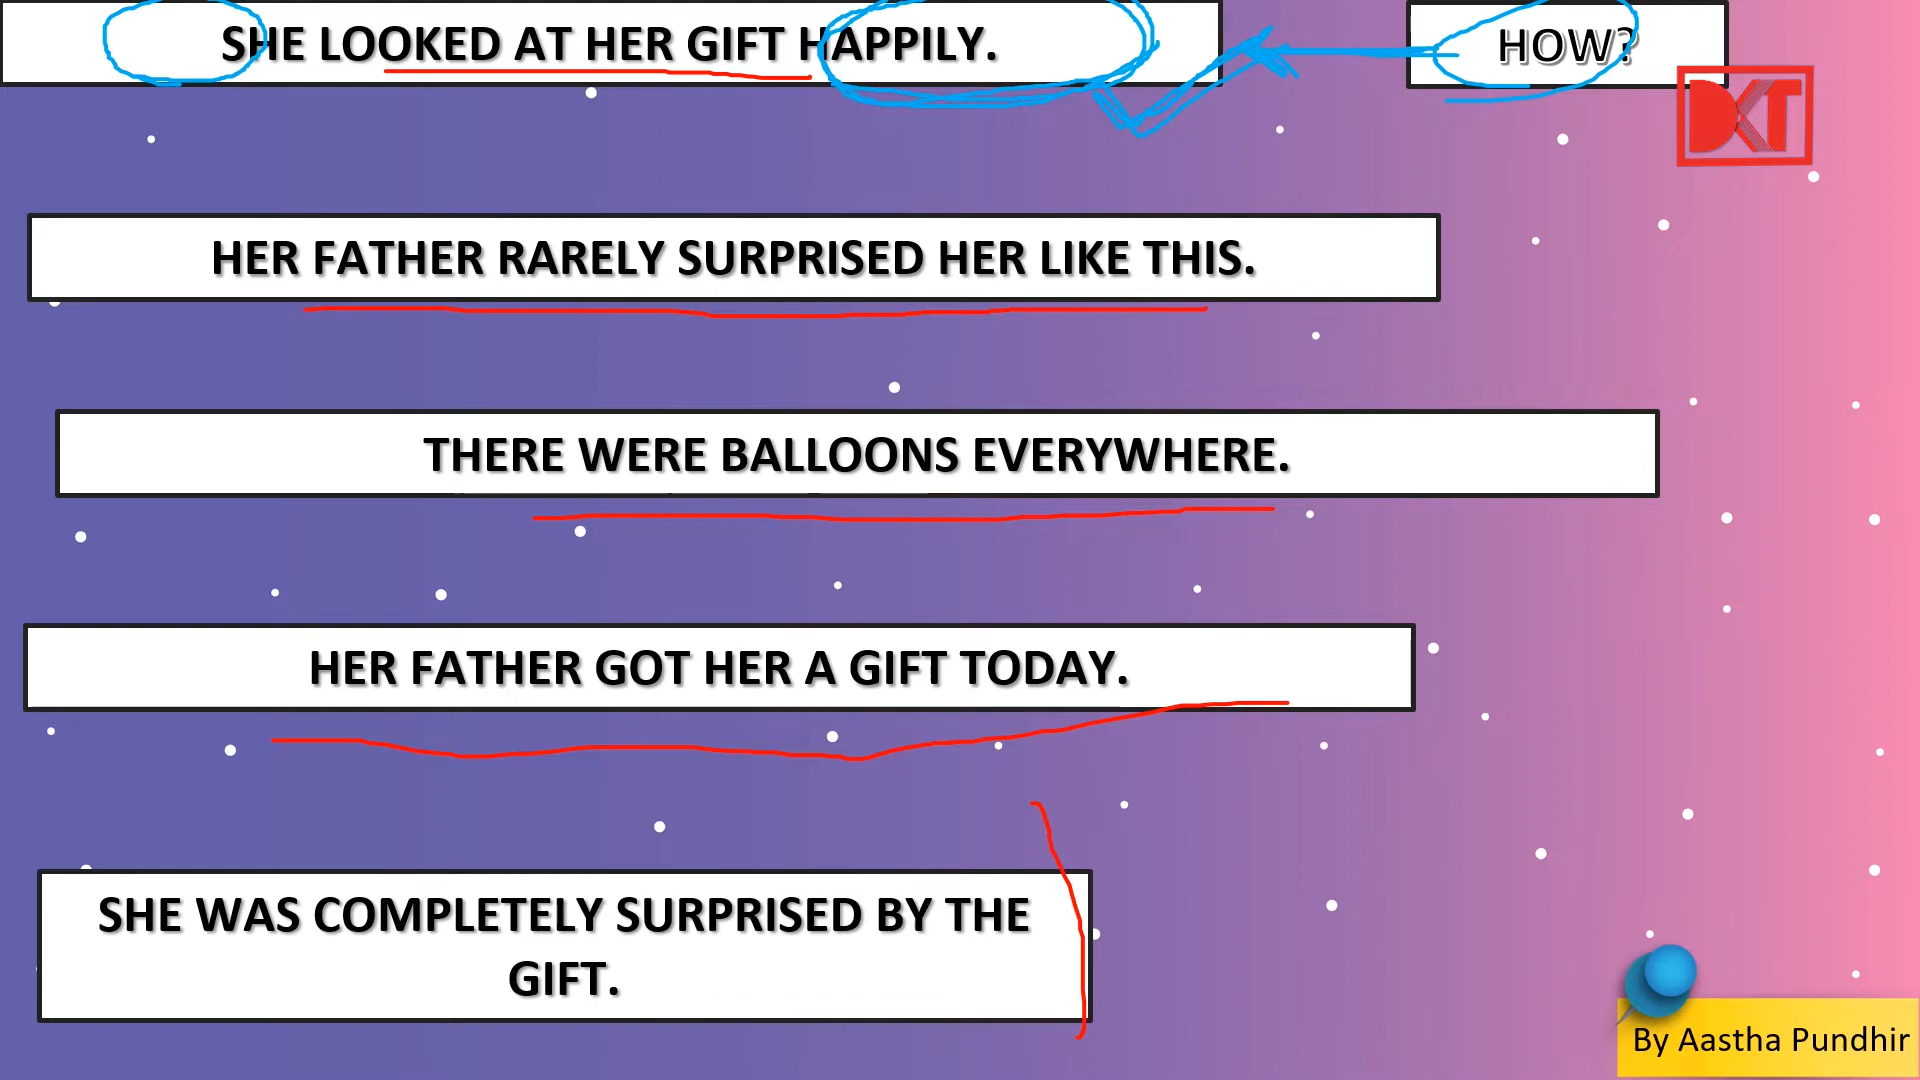 SHE LOOKED AT HER GIFT HAPPILY.
HOW?
DKT
HER FATHER RARELY SURPRISED HER LIKE THIS.
THERE WERE BALLOONS EVERYWHERE.
HER FATHER GOT HER A GIFT TODAY.
SHE WAS COMPLETELY SURPRISED BY THE
GIFT.
By Aastha Pundhir